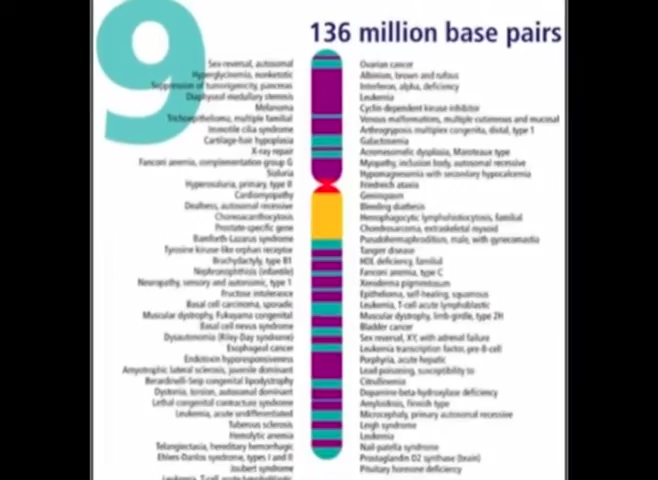 9
136 million base pairs
Sex reversal, autosomal
Hyperglycinemia, nonketotic
Suppression of tumorigenicity, pancreas
Diaphyseal medullary stenosis
Melanoma
Trichoepithelioma, multiple familial
Immotile cilia syndrome
Cartilage-hair hypoplasia
X-ray repair
Fanconi anemia, complementation group G
Sialuria
Hyperoxaluria, primary, type II
Cardiomyopathy
Deafness, autosomal recessive
Choreoacanthocytosis
Prostate-specific gene
Bamforth-Lazarus syndrome
Tyrosine kinase-like orphan receptor
Brachydactyly, type B1
Nephronophthisis (infantile)
Neuropathy, sensory and autonomic, type 1
Fructose intolerance
Basal cell carcinoma, sporadic
Muscular dystrophy, Fukuyama congenital
Basal cell nevus syndrome
Dysautonomia (Riley-Day syndrome)
Esophageal cancer
Endotoxin hyporesponsiveness
Amyotrophic lateral sclerosis, juvenile dominant
Berardinelli-Seip congenital lipodystrophy
Dystonia, torsion, autosomal dominant
Lethal congenital contracture syndrome
Leukemia, acute undifferentiated
Tuberous sclerosis
Hemolytic anemia
Telangiectasia, hereditary hemorrhagic
Ehlers-Danlos syndrome, types I and II
Joubert syndrome
Leukemia, T-cell acute lymphoblastic
Ovarian cancer
Albinism, brown and rufous
Interferon, alpha, deficiency
Leukemia
Cyclin-dependent kinase inhibitor
Venous malformations, multiple cutaneous and mucosal
Arthrogryposis multiplex congenita, distal, type 1
Galactosemia
Acromesomelic dysplasia, Maroteaux type
Myopathy, inclusion body, autosomal recessive
Hypomagnesemia with secondary hypocalcemia
Friedreich ataxia
Geniospasm
Bleeding diathesis
Hemophagocytic lymphohistiocytosis, familial
Chondrosarcoma, extraskeletal myxoid
Pseudohermaphroditism, male, with gynecomastia
Tangier disease
HDL deficiency, familial
Fanconi anemia, type C
Xeroderma pigmentosum
Epithelioma, self-healing, squamous
Leukemia, T-cell acute lymphoblastic
Muscular dystrophy, limb-girdle, type 2H
Bladder cancer
Sex reversal, XY, with adrenal failure
Leukemia transcription factor, pre-B-cell
Porphyria, acute hepatic
Lead poisoning, susceptibility to
Citrullinemia
Dopamine-beta-hydroxylase deficiency
Amyloidosis, Finnish type
Microcephaly, primary autosomal recessive
Leigh syndrome
Leukemia
Nail-patella syndrome
Prostaglandin D2 synthase (brain)
Pituitary hormone deficiency